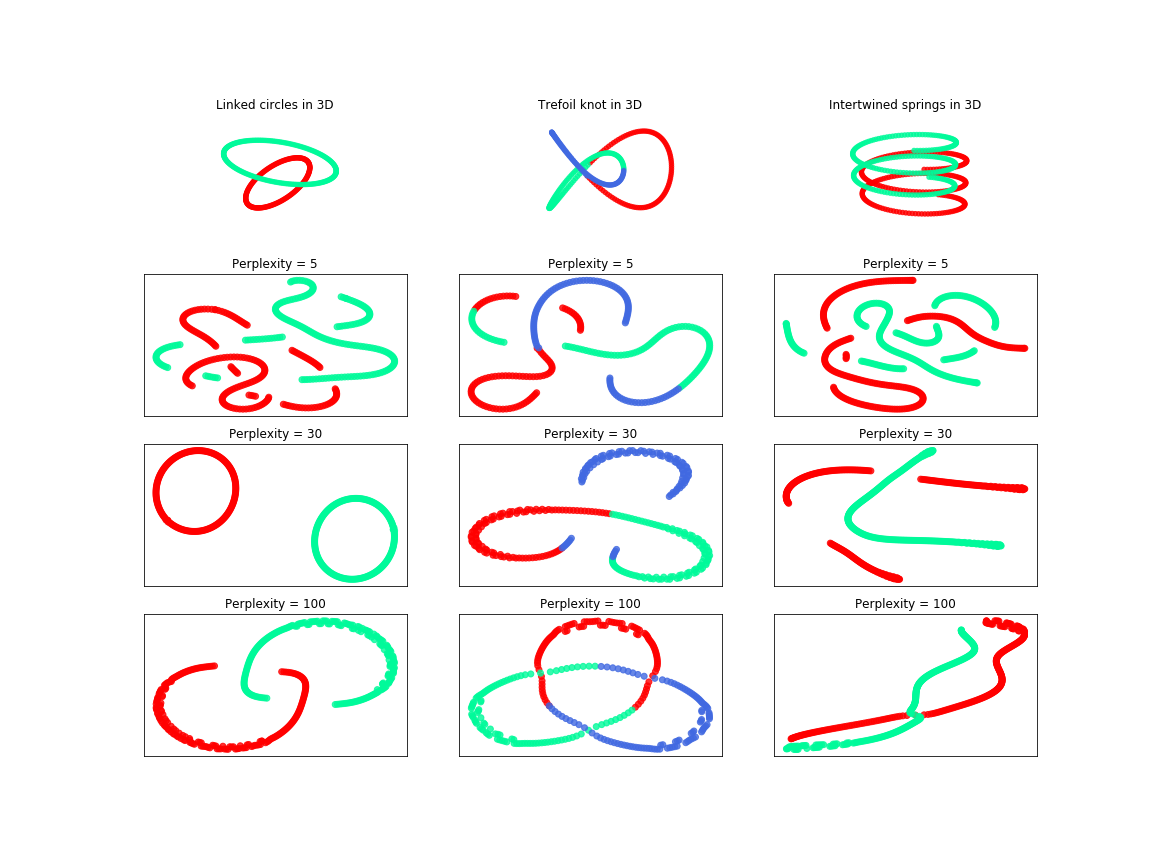 Linked circles in 3D
Trefoil knot in 3D
Intertwined springs in 3D
Perplexity = 5
Perplexity = 5
Perplexity = 5
Perplexity = 30
Perplexity = 30
Perplexity = 30
Perplexity = 100
Perplexity = 100
Perplexity = 100